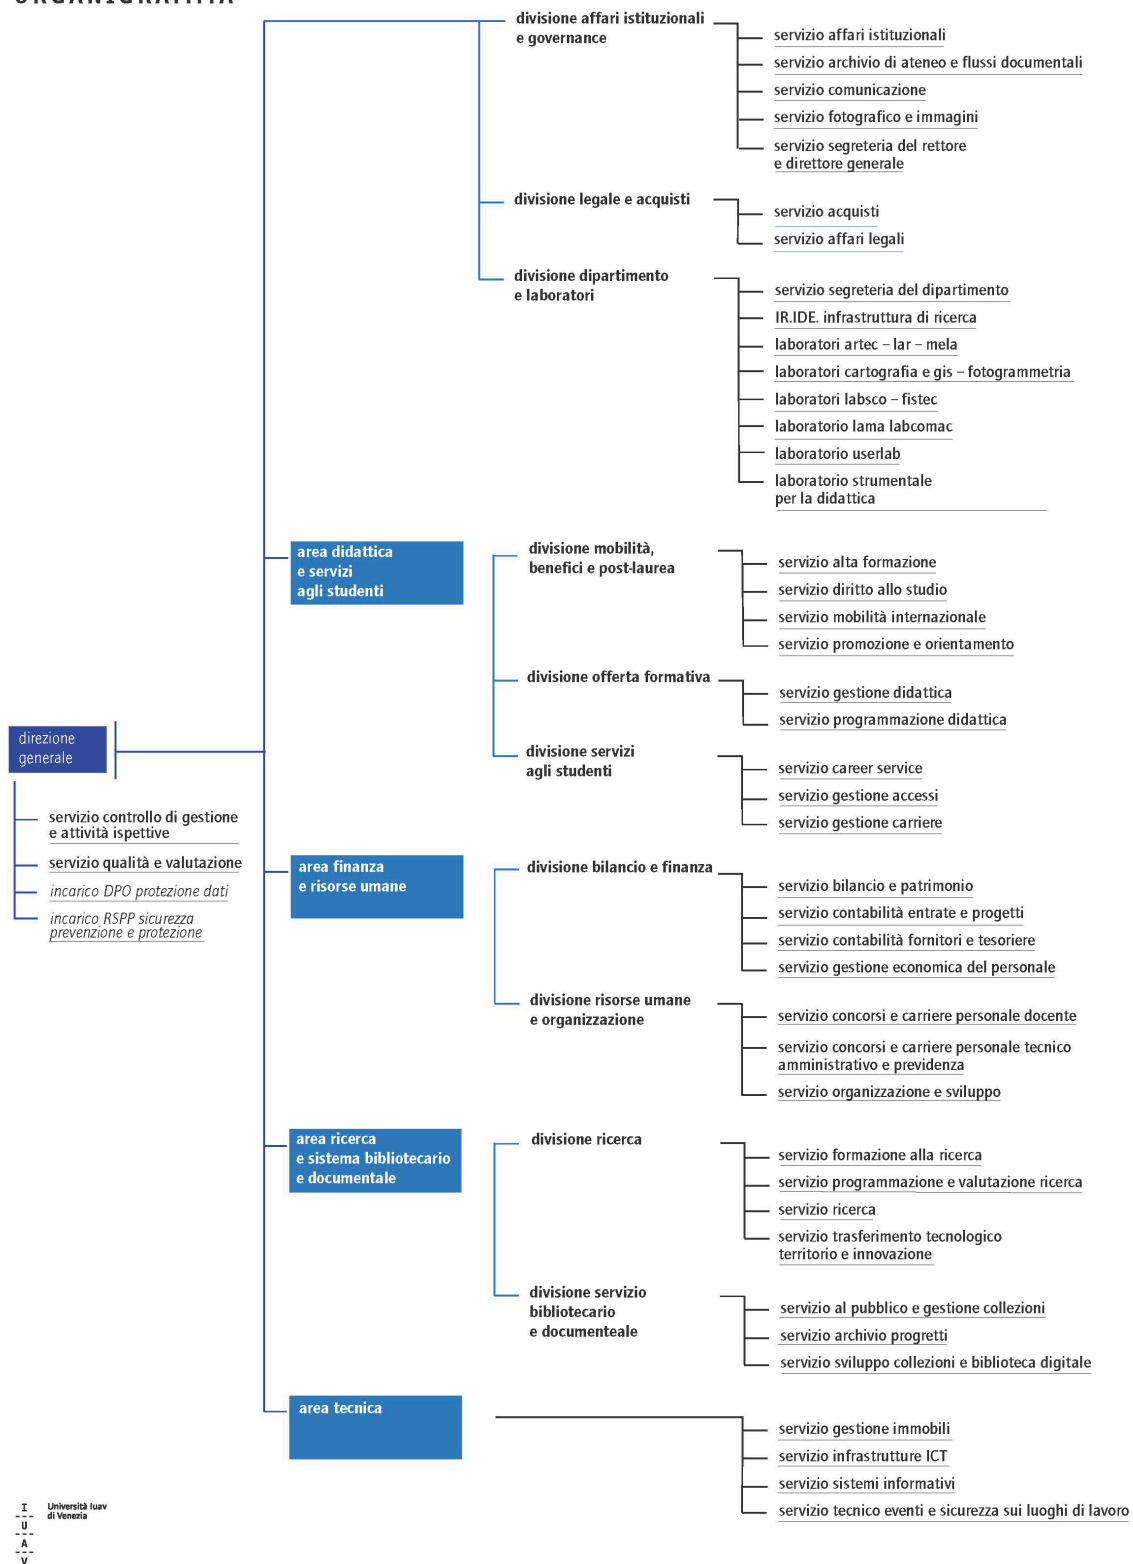 ORGANIGRAMMA
divisione affari istituzionali
e governance
servizio affari istituzionali
servizio archivio di ateneo e flussi documentali
servizio comunicazione
servizio fotografico e immagini
servizio segreteria del rettore
e direttore generale
divisione legale e acquisti
servizio acquisti
servizio affari legali
divisione dipartimento
e laboratori
servizio segreteria del dipartimento
IR.IDE. infrastruttura di ricerca
laboratori artec – lar – mela
laboratori cartografia e gis – fotogrammetria
laboratori labsco – fistec
laboratorio lama labcomac
laboratorio userlab
laboratorio strumentale
per la didattica
area didattica
e servizi
agli studenti
divisione mobilità,
benefici e post-laurea
servizio alta formazione
servizio diritto allo studio
servizio mobilità internazionale
servizio promozione e orientamento
divisione offerta formativa
servizio gestione didattica
servizio programmazione didattica
divisione servizi
agli studenti
servizio career service
servizio gestione accessi
servizio gestione carriere
direzione
generale
servizio controllo di gestione
e attività ispettive
servizio qualità e valutazione
incarico DPO protezione dati
incarico RSPP sicurezza
prevenzione e protezione
area finanza
e risorse umane
divisione bilancio e finanza
servizio bilancio e patrimonio
servizio contabilità entrate e progetti
servizio contabilità fornitori e tesoriere
servizio gestione economica del personale
divisione risorse umane
e organizzazione
servizio concorsi e carriere personale docente
servizio concorsi e carriere personale tecnico
amministrativo e previdenza
servizio organizzazione e sviluppo
area ricerca
e sistema bibliotecario
e documentale
divisione ricerca
servizio formazione alla ricerca
servizio programmazione e valutazione ricerca
servizio ricerca
servizio trasferimento tecnologico
territorio e innovazione
divisione servizio
bibliotecario
e documenteale
servizio al pubblico e gestione collezioni
servizio archivio progretti
servizio sviluppo collezioni e biblioteca digitale
area tecnica
servizio gestione immobili
servizio infrastrutture ICT
servizio sistemi informativi
servizio tecnico eventi e sicurezza sui luoghi di lavoro
I
U
A
V
Università Iuav
di Venezia